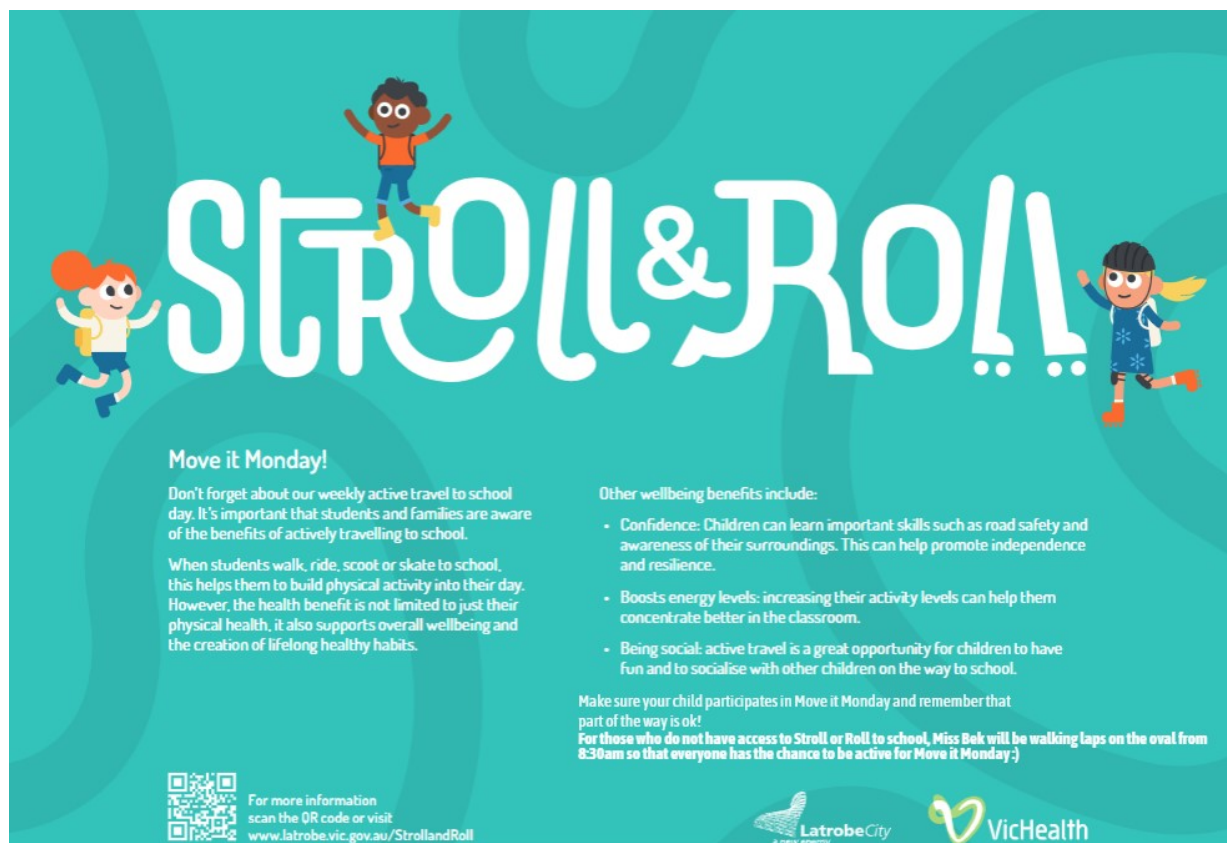 Stroll & Roll
Move it Monday!
Don't forget about our weekly active travel to school
day. It's important that students and families are aware
of the benefits of actively travelling to school.
When students walk, ride, scoot or skate to school,
this helps them to build physical activity into their day.
However, the health benefit is not limited to just their
physical health, it also supports overall wellbeing and
the creation of lifelong healthy habits.
Other wellbeing benefits include:
• Confidence: Children can learn important skills such as road safety and
awareness of their surroundings. This can help promote independence
and resilience.
• Boosts energy levels: increasing their activity levels can help them
concentrate better in the classroom.
• Being social: active travel is a great opportunity for children to have
fun and to socialise with other children on the way to school.
Make sure your child participates in Move it Monday and remember that
part of the way is ok!
For those who do not have access to Stroll or Roll to school, Miss Bek will be walking laps on the oval from
8:30am so that everyone has the chance to be active for Move it Monday :)
For more information
scan the QR code or visit
www.latrobe.vic.gov.au/StrollandRoll
LatrobeCity
VicHealth